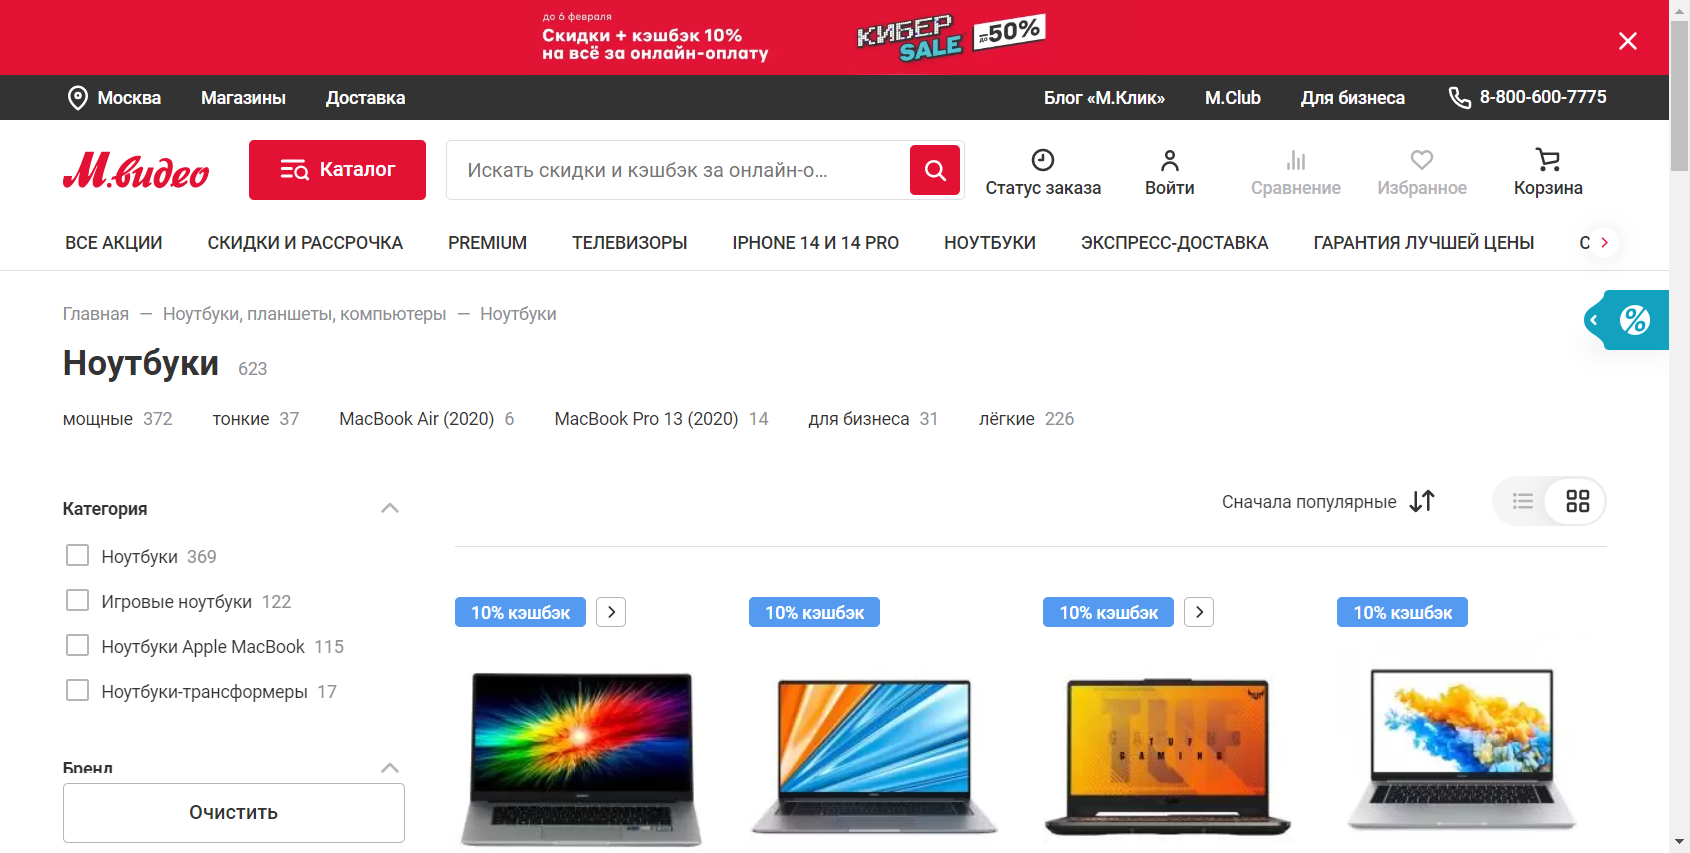 до 6 февраля
Скидки + кэшбэк 10%
на всё за онлайн-оплату
КИБЕР
SALE
до -50%
Москва Магазины Доставка Блог «М.Клик» M.Club Для бизнеса 8-800-600-7775
М.видео Каталог Искать скидки и кэшбэк за онлайн-о... Статус заказа Войти Сравнение Избранное Корзина
ВСЕ АКЦИИ СКИДКИ И РАССРОЧКА PREMIUM ТЕЛЕВИЗОРЫ IPHONE 14 И 14 PRO НОУТБУКИ ЭКСПРЕСС-ДОСТАВКА ГАРАНТИЯ ЛУЧШЕЙ ЦЕНЫ С
Главная — Ноутбуки, планшеты, компьютеры — Ноутбуки
%
Ноутбуки 623
мощные 372 тонкие 37 MacBook Air (2020) 6 MacBook Pro 13 (2020) 14 для бизнеса 31 лёгкие 226
Сначала популярные
Категория
Ноутбуки 369
Игровые ноутбуки 122
Ноутбуки Apple MacBook 115
Ноутбуки-трансформеры 17
Бренд
Очистить
10% кэшбэк 10% кэшбэк 10% кэшбэк 10% кэшбэк
TUF
GAMING